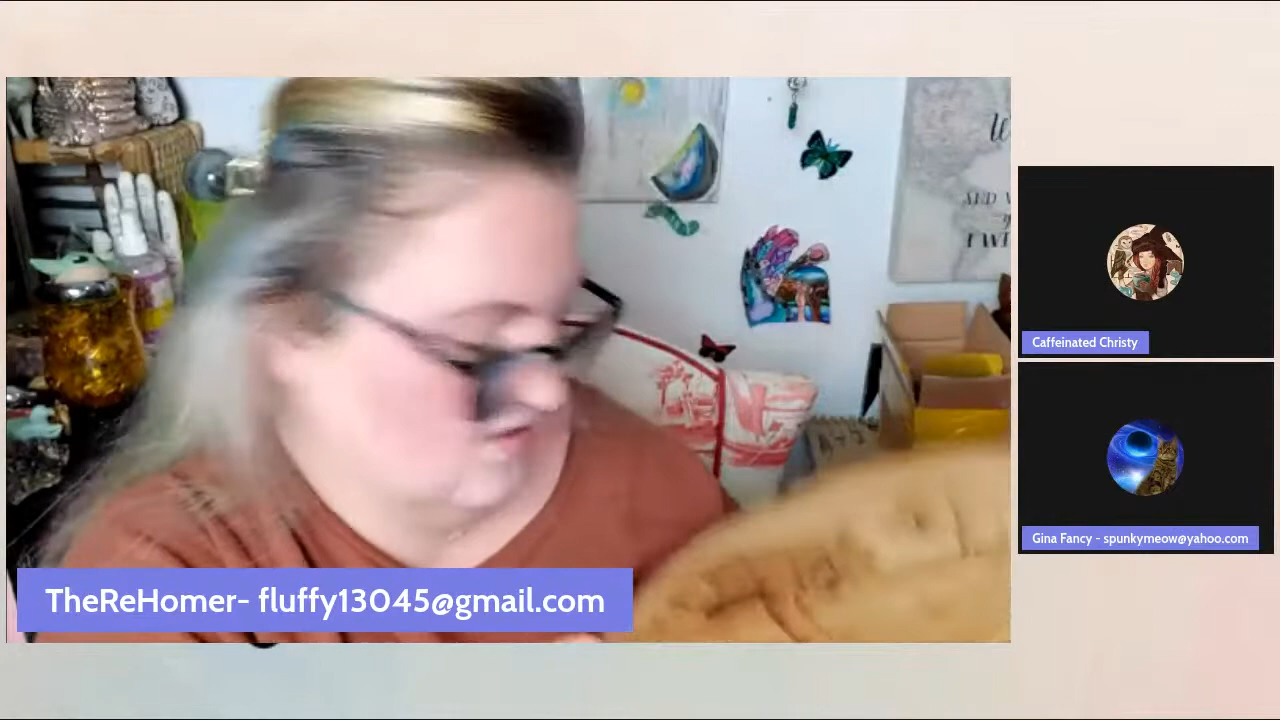 TheReHomer- fluffy13045@gmail.com
Caffeinated Christy
Gina Fancy - spunkymeow@yahoo.com